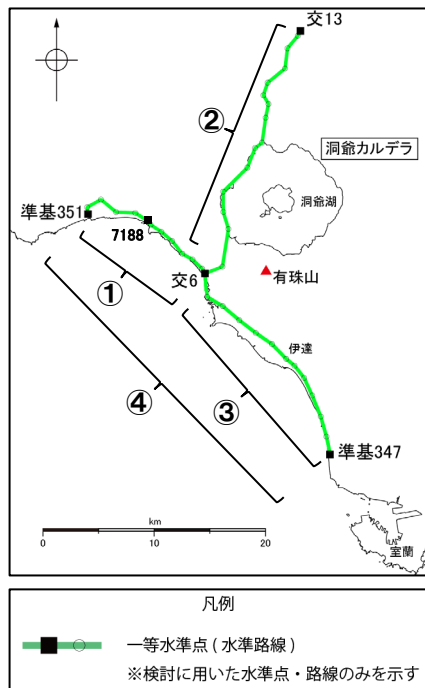 交13
②
洞爺カルデラ
洞爺湖
準基351
7188
①
交6
有珠山
伊達
④
③
準基347
km
0 10 20
室蘭
凡例
一等水準点 ( 水準路線 )
※検討に用いた水準点・路線のみを示す